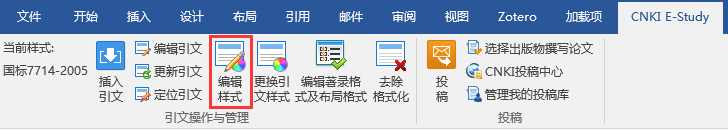 文件 开始 插入 设计 布局 引用 邮件 审阅 视图 Zotero 加载项 CNKI E-Study
当前样式:
国标7714-2005
插入
引文
编辑引文
更新引文
定位引文
编辑
样式
更换引
文样式
编辑著录格
式及布局格式
去除
格式化
引文操作与管理
投
稿
选择出版物撰写论文
CNKI投稿中心
管理我的投稿库
投稿